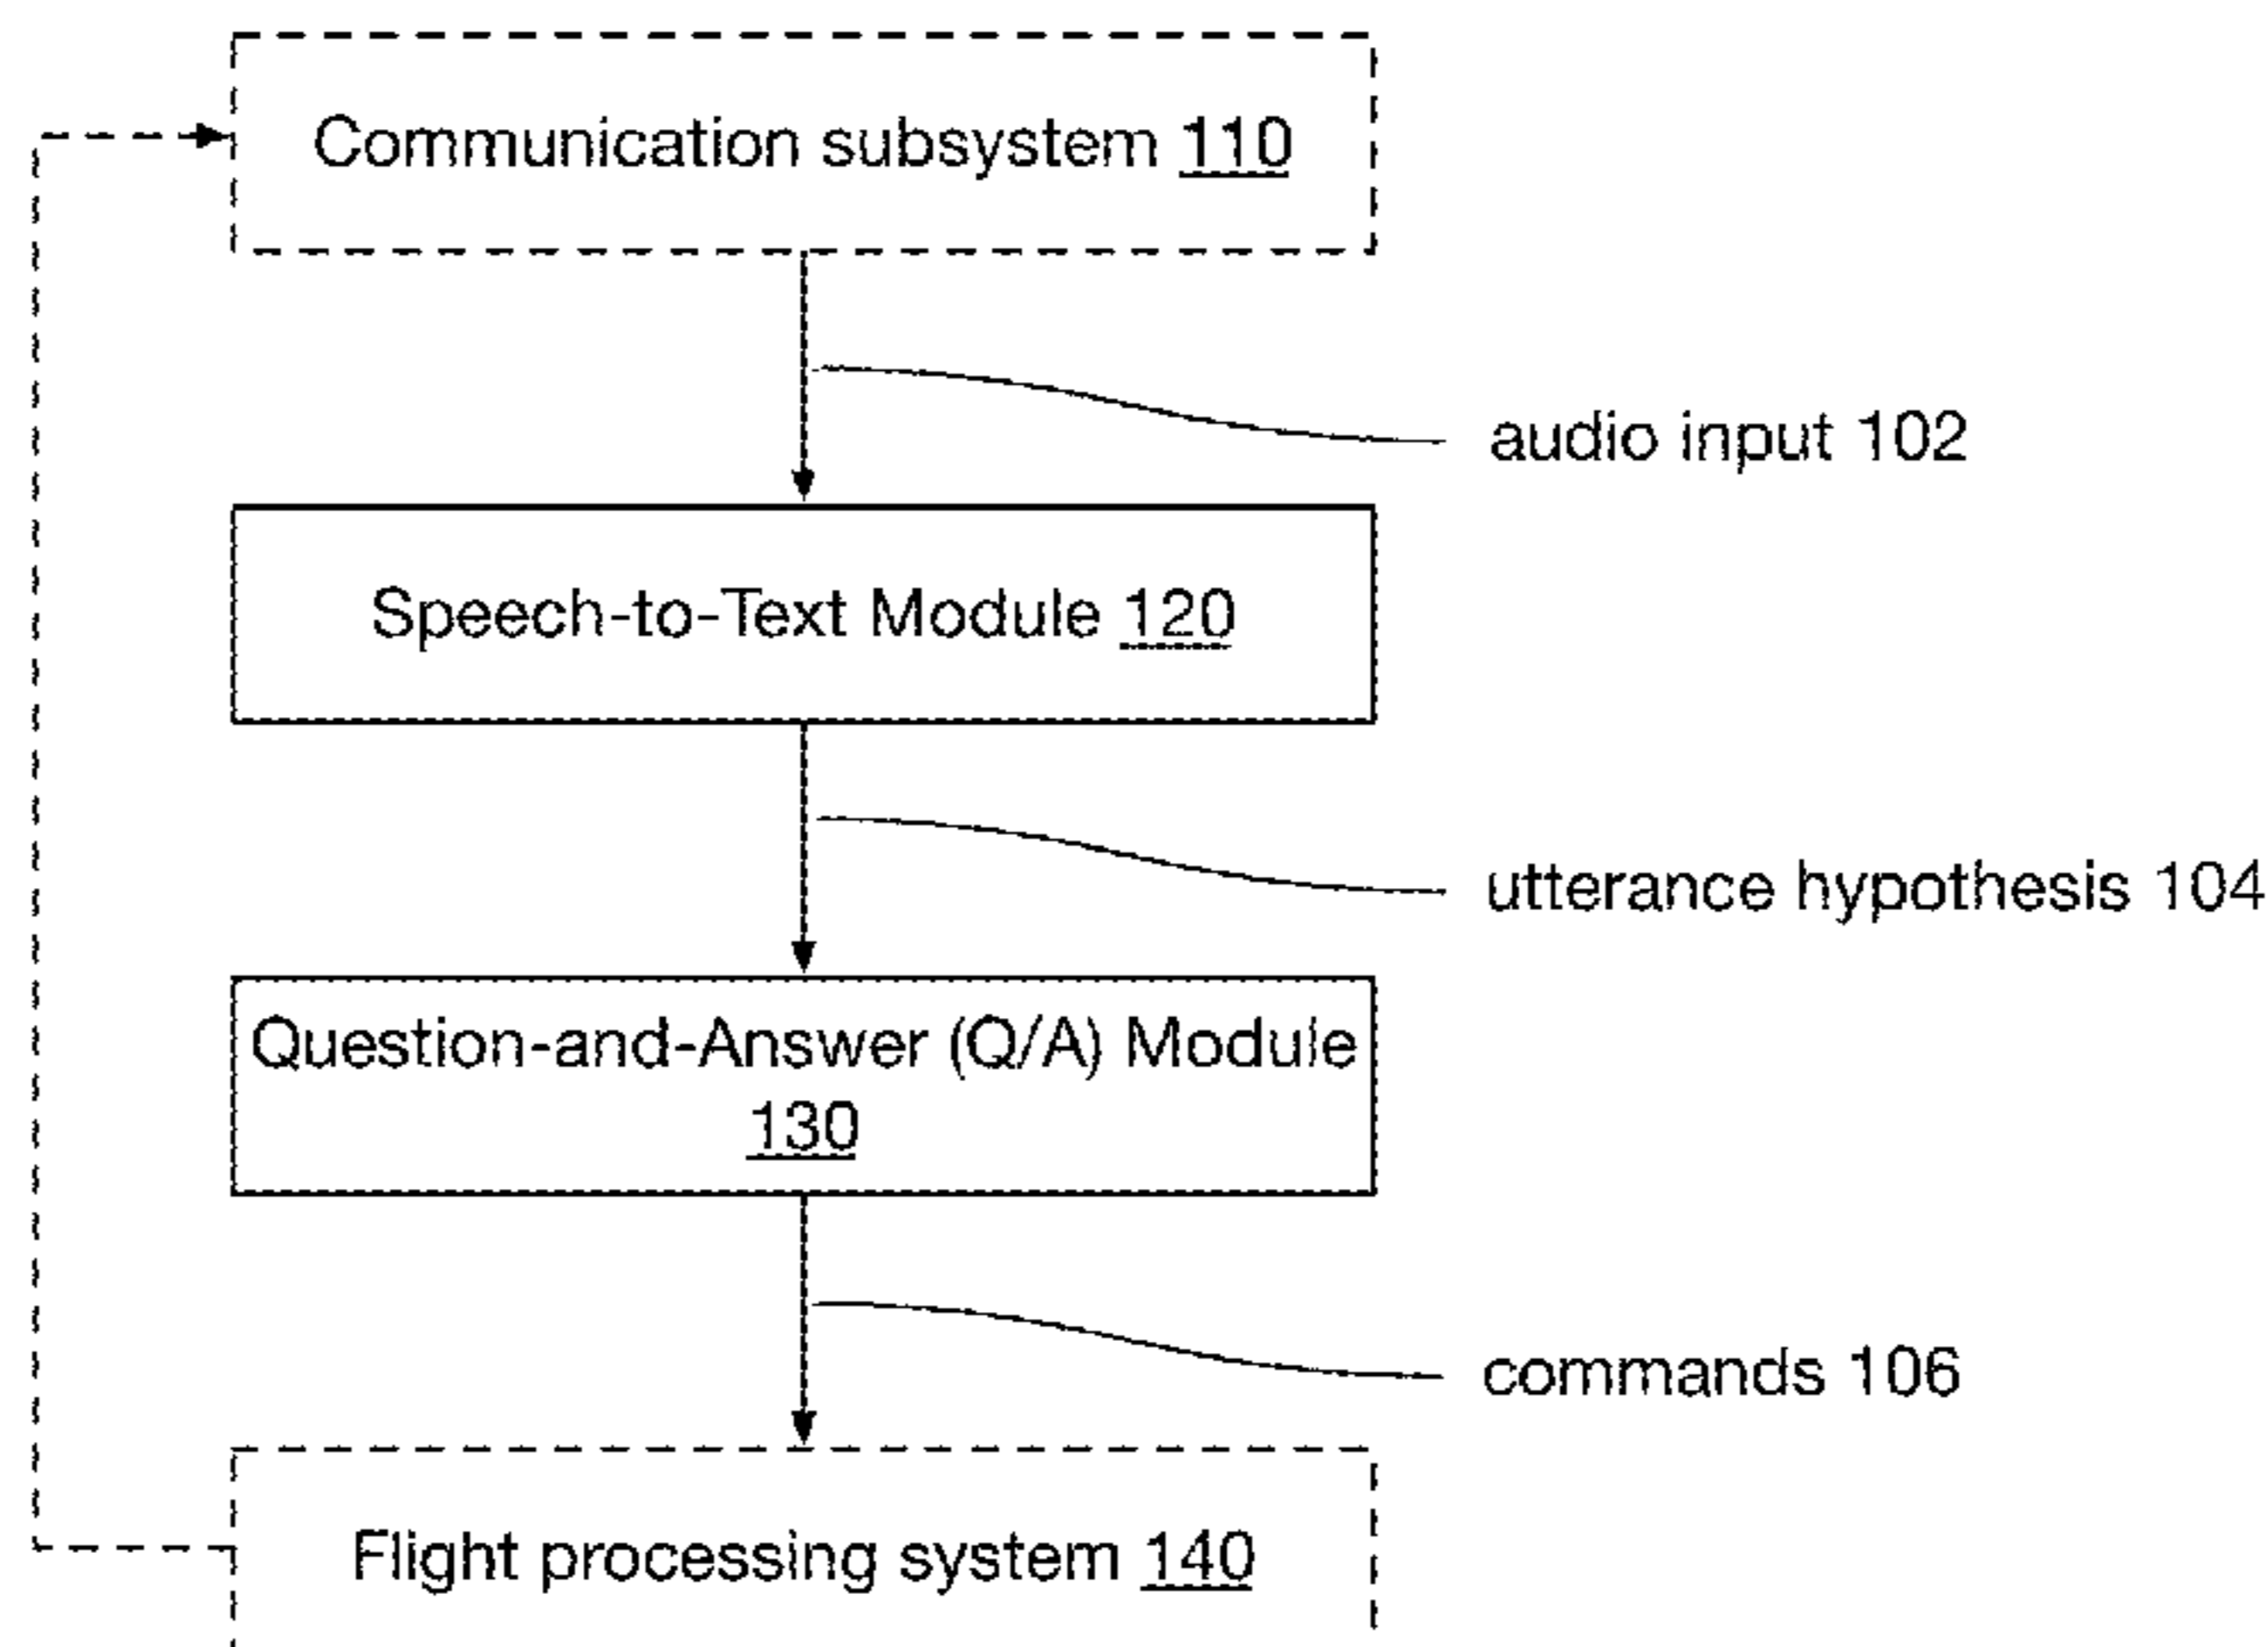 Communication subsystem 110
audio input 102
Speech-to-Text Module 120
utterance hypothesis 104
Question-and-Answer (Q/A) Module
130
commands 106
Flight processing system 140